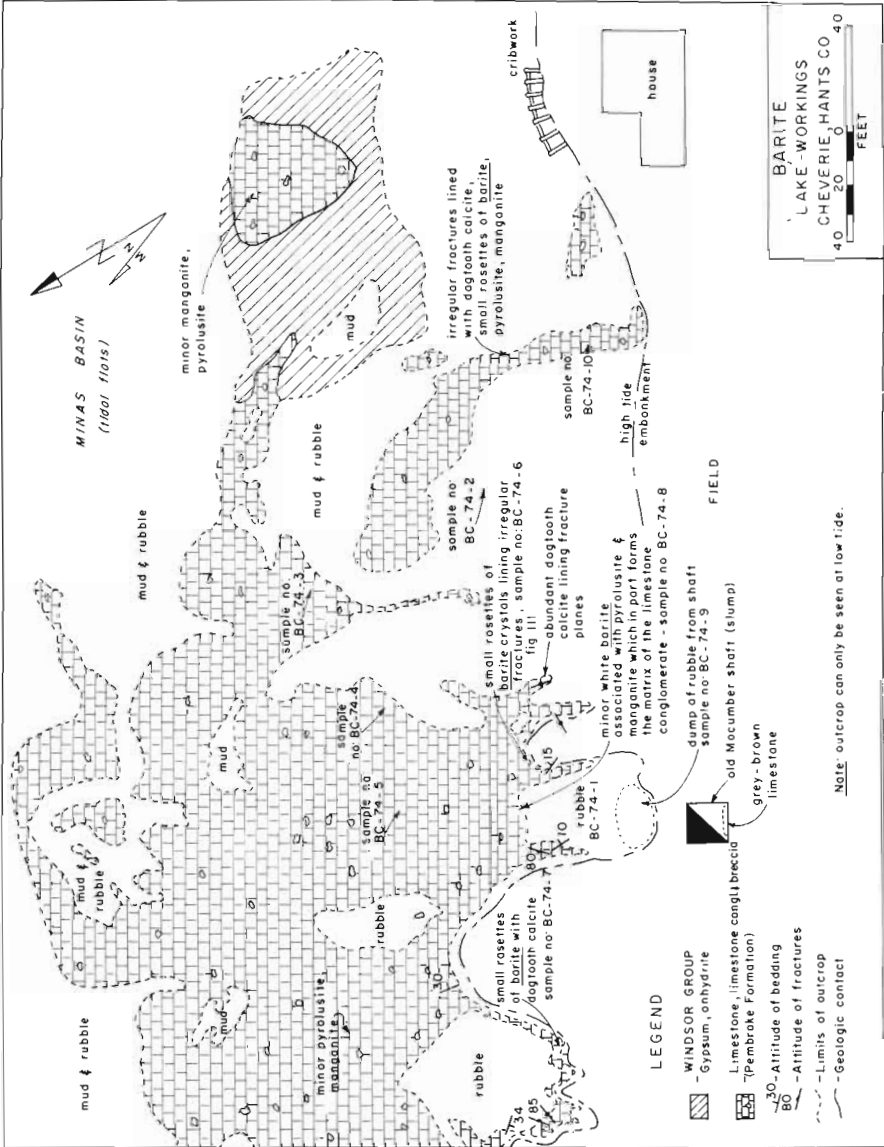 MINAS BASIN
(tidal flats)
N
M N
mud & rubble
mud & rubble
mud & rubble
mud & rubble
mud
mud
mud
rubble
rubble
rubble
BC-74-1
minor manganite,
pyrolusite
minor pyrolusite,
manganite
irregular fractures lined
with dogtooth calcite,
small rosettes of barite,
pyrolusite, manganite
cribwork
house
sample no:
BC-74-10
sample no:
BC-74-2
sample no.
BC-74-3
sample
no: BC-74-4
sample no
BC-74-5
high tide
embankment
FIELD
small rosettes of
barite crystals lining irregular
fractures, sample no: BC-74-6
fig III
abundant dogtooth
calcite lining fracture
planes
minor white barite
associated with pyrolusite &
manganite which in part forms
the matrix of the limestone
conglomerate - sample no BC-74-8
dump of rubble from shaft
sample no: BC-74-9
old Mocumber shaft (slump)
grey-brown
limestone
small rosettes
of barite with
dogtooth calcite
sample no: BC-74-7
30
34
85
80
10
15
LEGEND
- WINDSOR GROUP
- Gypsum, anhydrite
Limestone, limestone congl, breccia
(Pembroke Formation)
30 - Attitude of bedding
80 - Attitude of fractures
- Limits of outcrop
- Geologic contact
Note: outcrop can only be seen at low tide.
BARITE
LAKE WORKINGS
CHEVERIE, HANTS CO
40 20 0 40
FEET